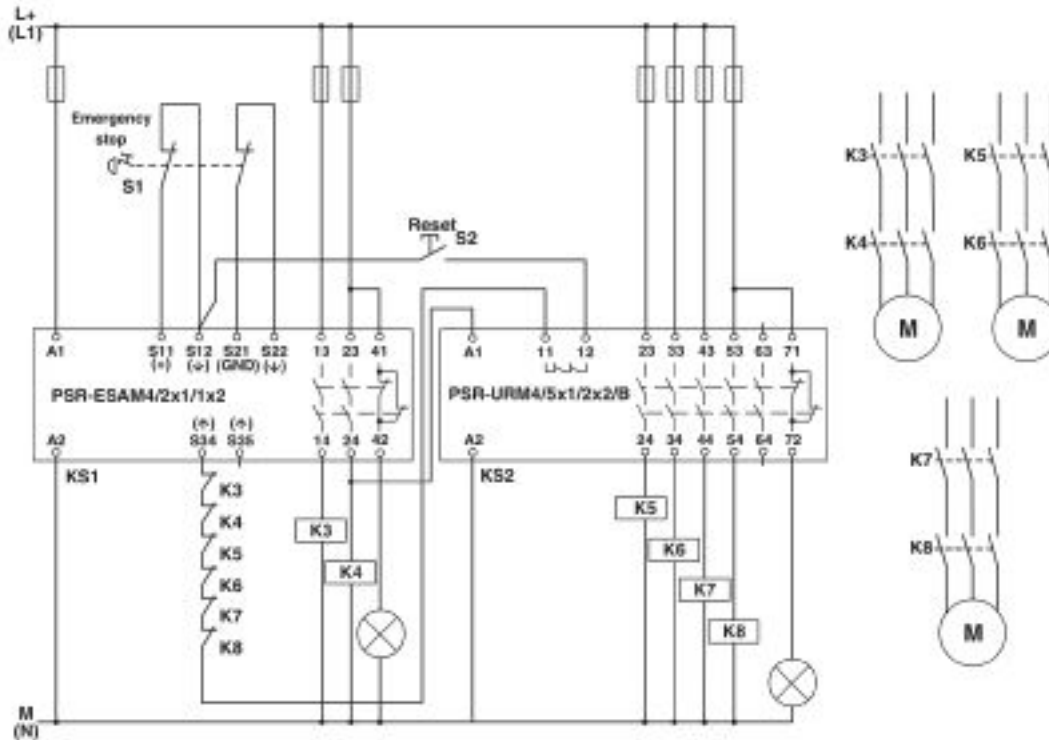 L+
(L1)
Emergency
stop
S1
Reset
S2
K3
K5
K4
K6
M
M
A1
S11
S12
S21
S22
13
23
41
(+)
(GND)
A1
11
12
23
33
43
53
63
71
PSR-ESAM4/2x1/1x2
PSR-URM4/5x1/2x2/B
A2
S34
S35
14
24
42
A2
24
34
44
54
64
72
KS1
KS2
K3
K4
K5
K6
K7
K8
K3
K4
K5
K6
K7
K8
K7
K8
M
M
(N)